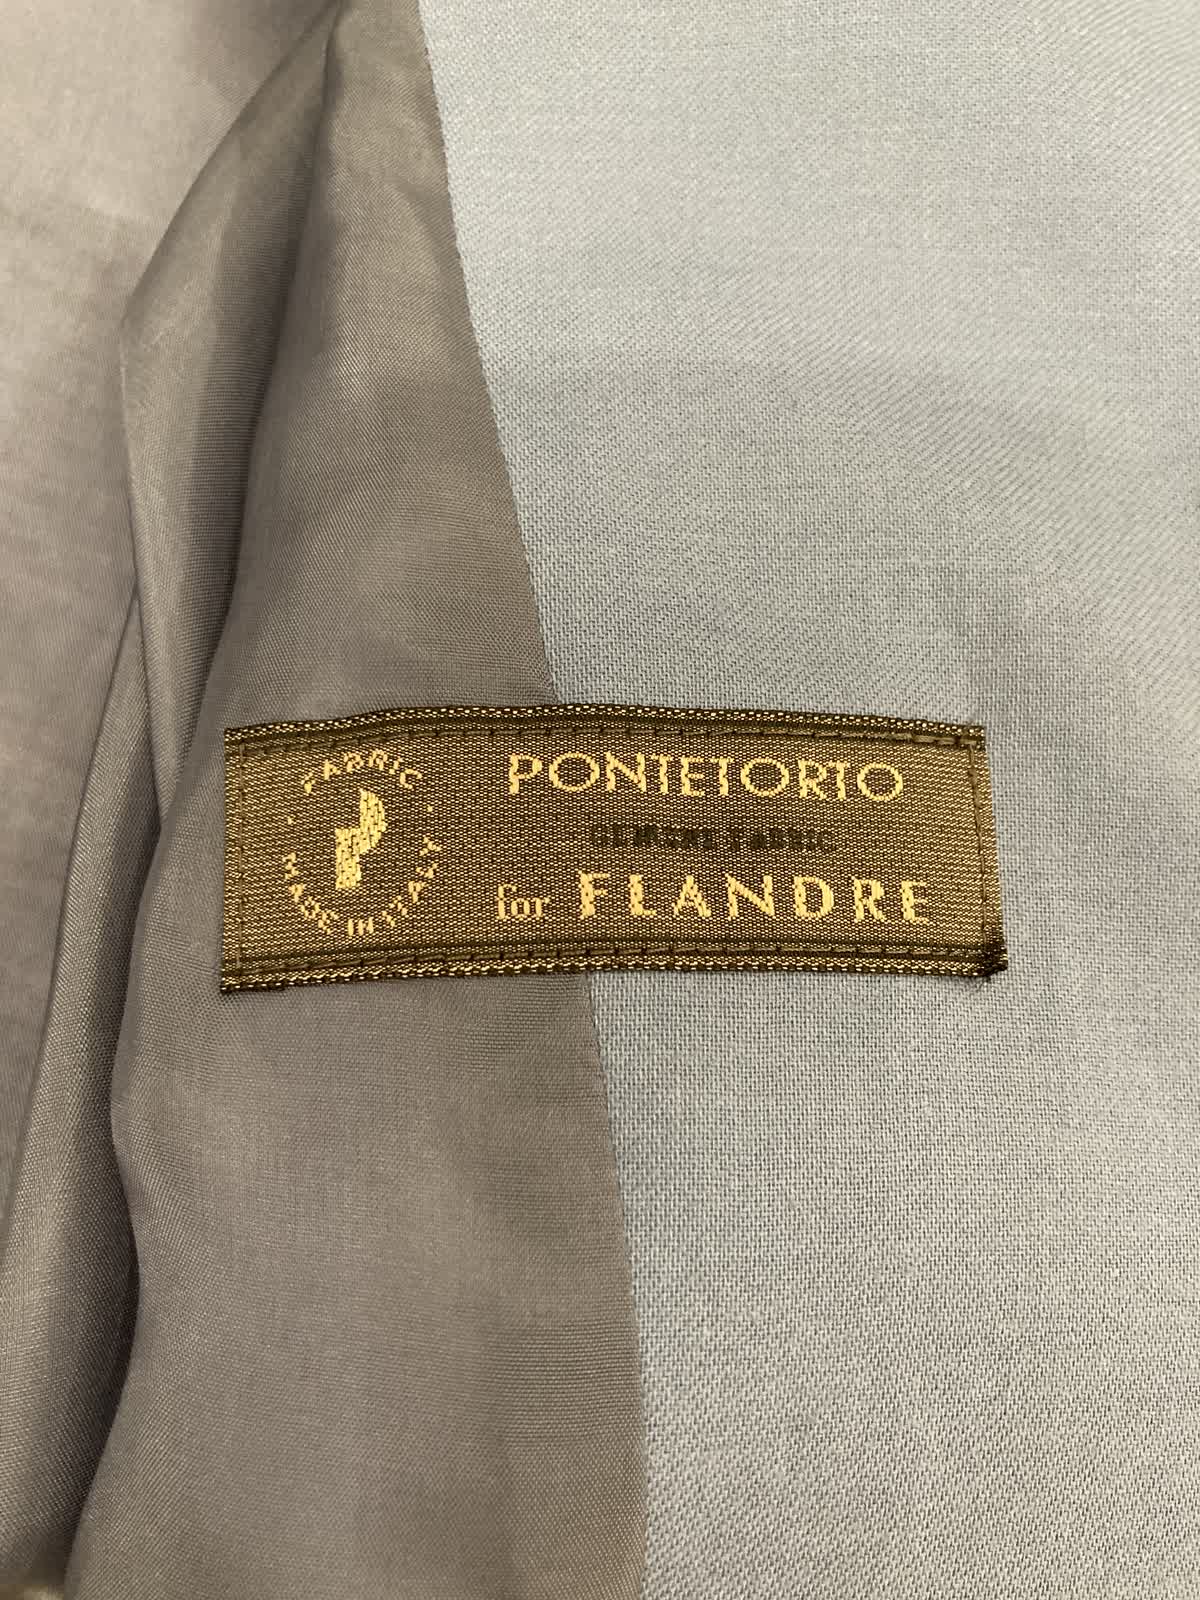 FABRIC
MADE IN ITALY
PONTETORTO
GENUINE FABRIC
for FLANDRE